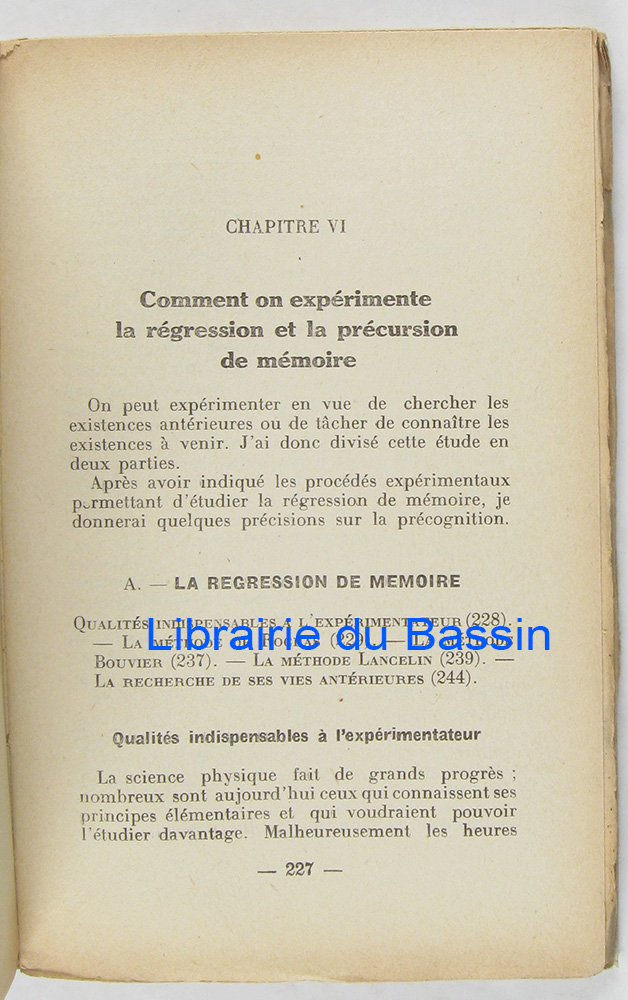 CHAPITRE VI
Comment on expérimente
la régression et la précursion
de mémoire
On peut expérimenter en vue de chercher les
existences antérieures ou de tâcher de connaître les
existences à venir. J'ai donc divisé cette étude en
deux parties.
Après avoir indiqué les procédés expérimentaux
permettant d'étudier la régression de mémoire, je
donnerai quelques précisions sur la précognition.
A. — LA REGRESSION DE MEMOIRE
QUALITÉS INDISPENSABLES A L'EXPÉRIMENTATEUR (228).
Librairie du Bassin
— LA MÉTHODE ROCHAS (229). — LA MÉTHODE
BOUVIER (237). — LA MÉTHODE LANCELIN (239). —
LA RECHERCHE DE SES VIES ANTÉRIEURES (244).
Qualités indispensables à l'expérimentateur
La science physique fait de grands progrès ;
nombreux sont aujourd'hui ceux qui connaissent ses
principes élémentaires et qui voudraient pouvoir
l'étudier davantage. Malheureusement les heures
— 227 —